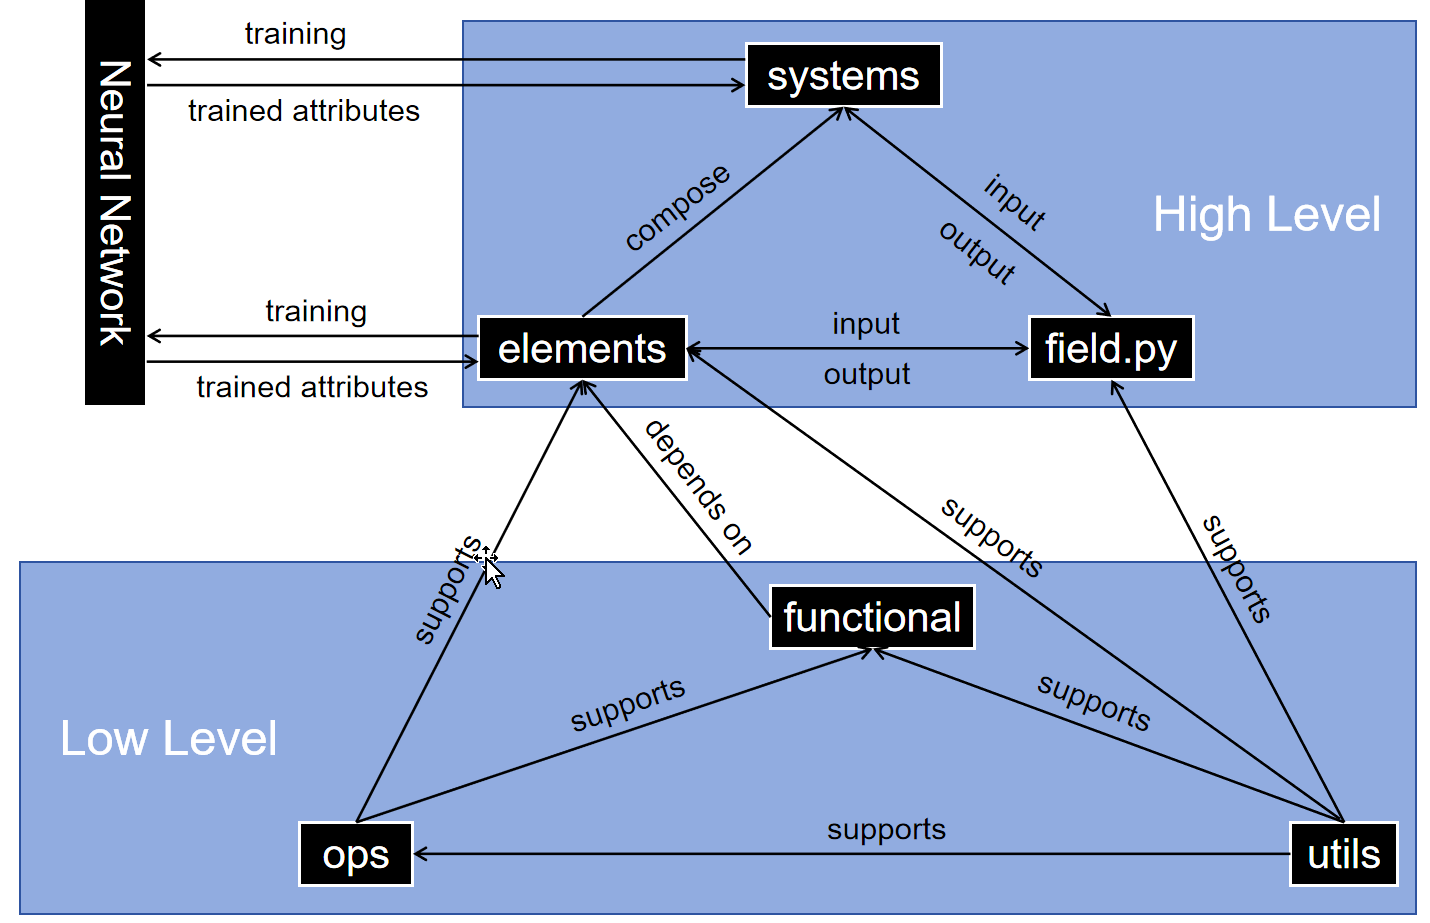 training
systems
trained attributes
Neural Network
compose
input
output
High Level
training
elements
input
field.py
trained attributes
output
depends on
supports
supports
supports
functional
supports
supports
Low Level
supports
ops
utils